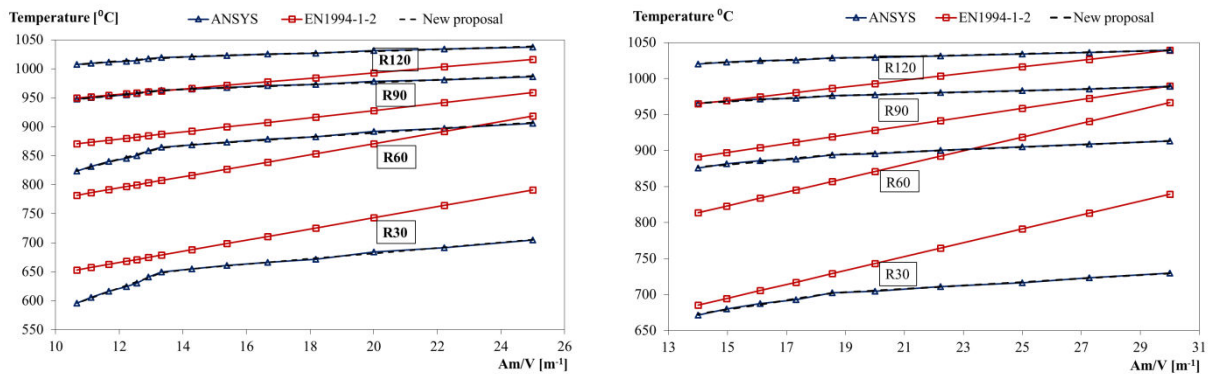 Temperature [⁰C]
ANSYS EN1994-1-2 New proposal
1050
1000
950
900
850
800
750
700
650
600
550
R120
R90
R60
R30
10 12 14 16 18 20 22 24 26
Am/V [m⁻¹]
Temperature ⁰C
ANSYS EN1994-1-2 New proposal
1050
1000
950
900
850
800
750
700
650
R120
R90
R60
R30
13 15 17 19 21 23 25 27 29 31
Am/V [m⁻¹]